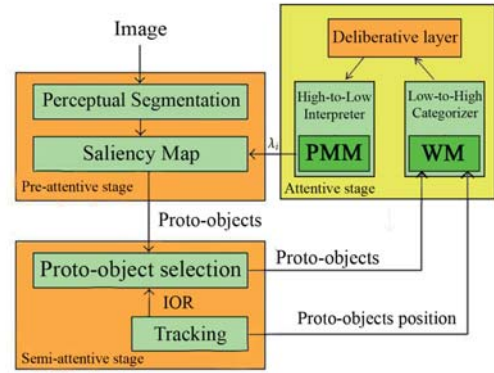 Image
Perceptual Segmentation
Saliency Map
Pre-attentive stage
Deliberative layer
High-to-Low
Interpreter
PMM
Low-to-High
Categorizer
WM
Attentive stage
λi
Proto-objects
Proto-object selection
IOR
Tracking
Semi-attentive stage
Proto-objects
Proto-objects position